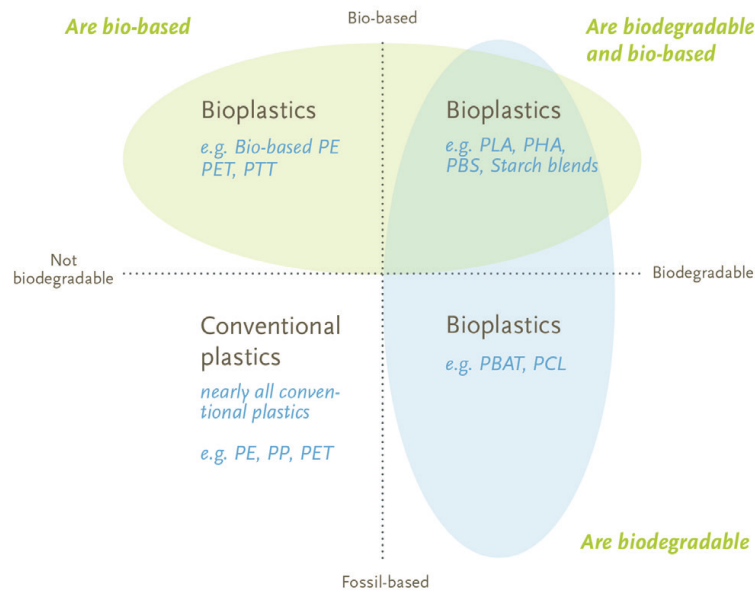 Are bio-based
Bio-based
Are biodegradable
and bio-based
Bioplastics
e.g. Bio-based PE
PET, PTT
Bioplastics
e.g. PLA, PHA,
PBS, Starch blends
Not
biodegradable
Biodegradable
Conventional
plastics
nearly all conven-
tional plastics
e.g. PE, PP, PET
Bioplastics
e.g. PBAT, PCL
Are biodegradable
Fossil-based